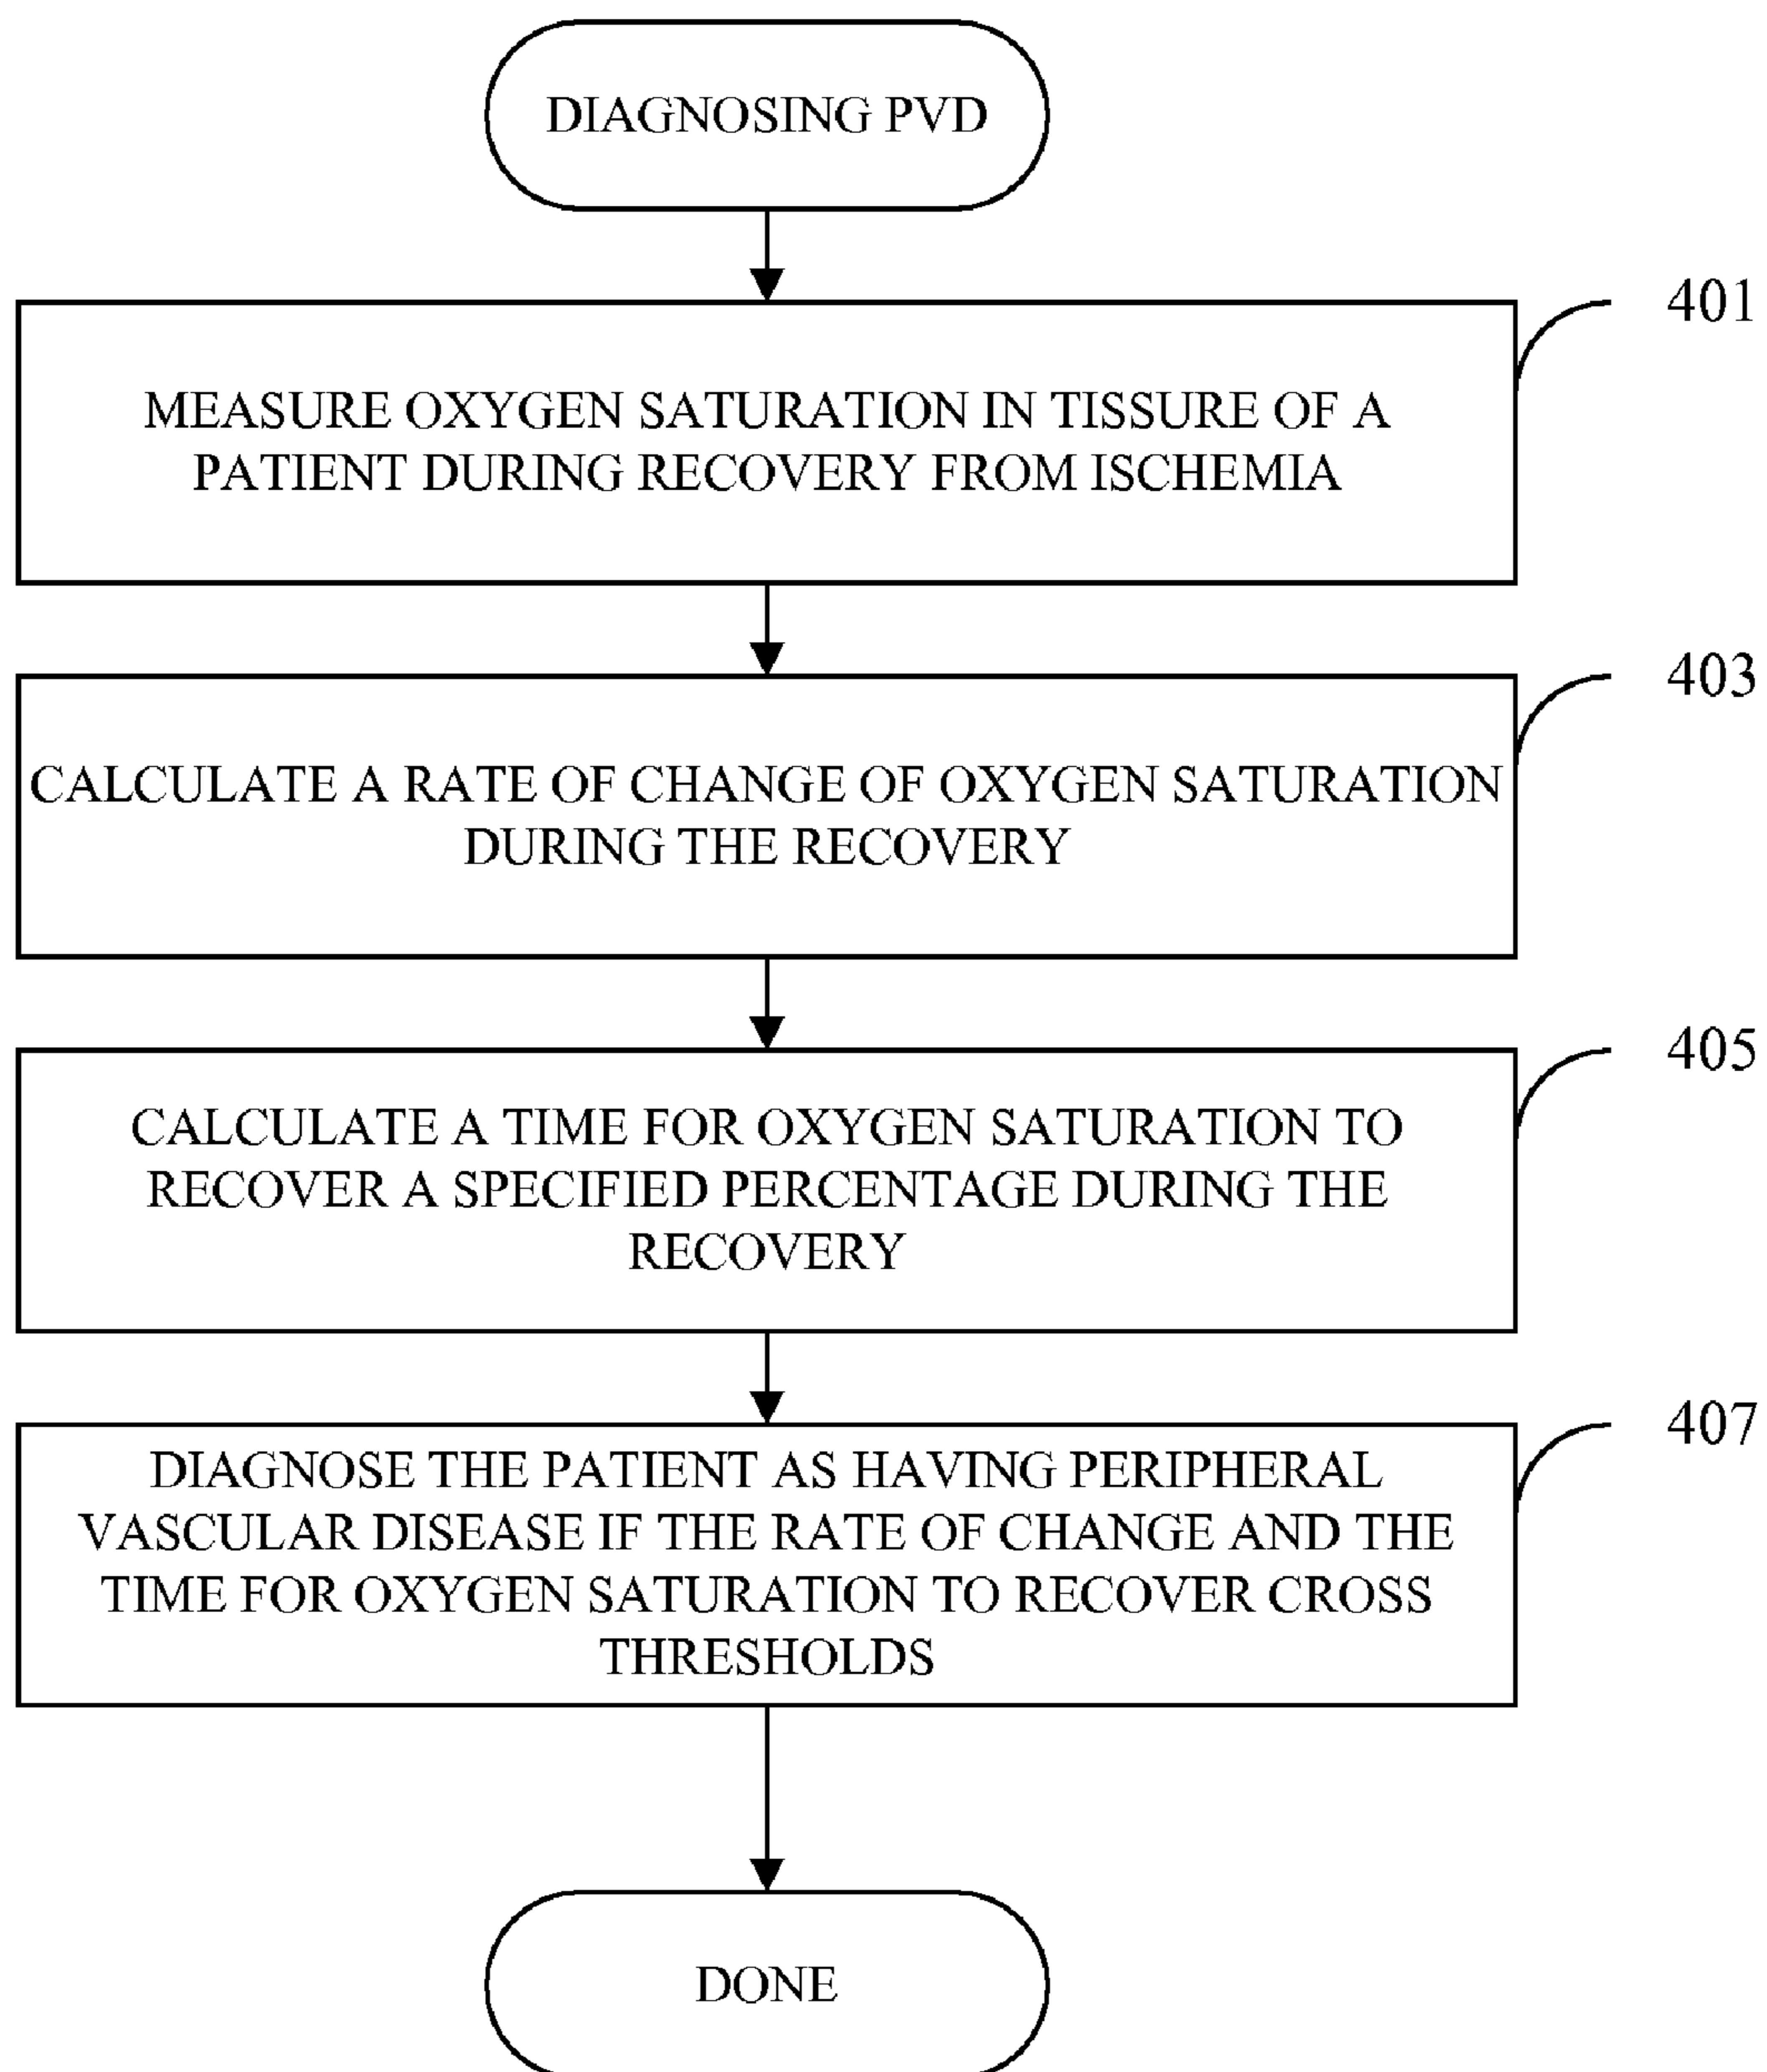 DIAGNOSING PVD
401
MEASURE OXYGEN SATURATION IN TISSURE OF A
PATIENT DURING RECOVERY FROM ISCHEMIA
403
CALCULATE A RATE OF CHANGE OF OXYGEN SATURATION
DURING THE RECOVERY
405
CALCULATE A TIME FOR OXYGEN SATURATION TO
RECOVER A SPECIFIED PERCENTAGE DURING THE
RECOVERY
407
DIAGNOSE THE PATIENT AS HAVING PERIPHERAL
VASCULAR DISEASE IF THE RATE OF CHANGE AND THE
TIME FOR OXYGEN SATURATION TO RECOVER CROSS
THRESHOLDS
DONE